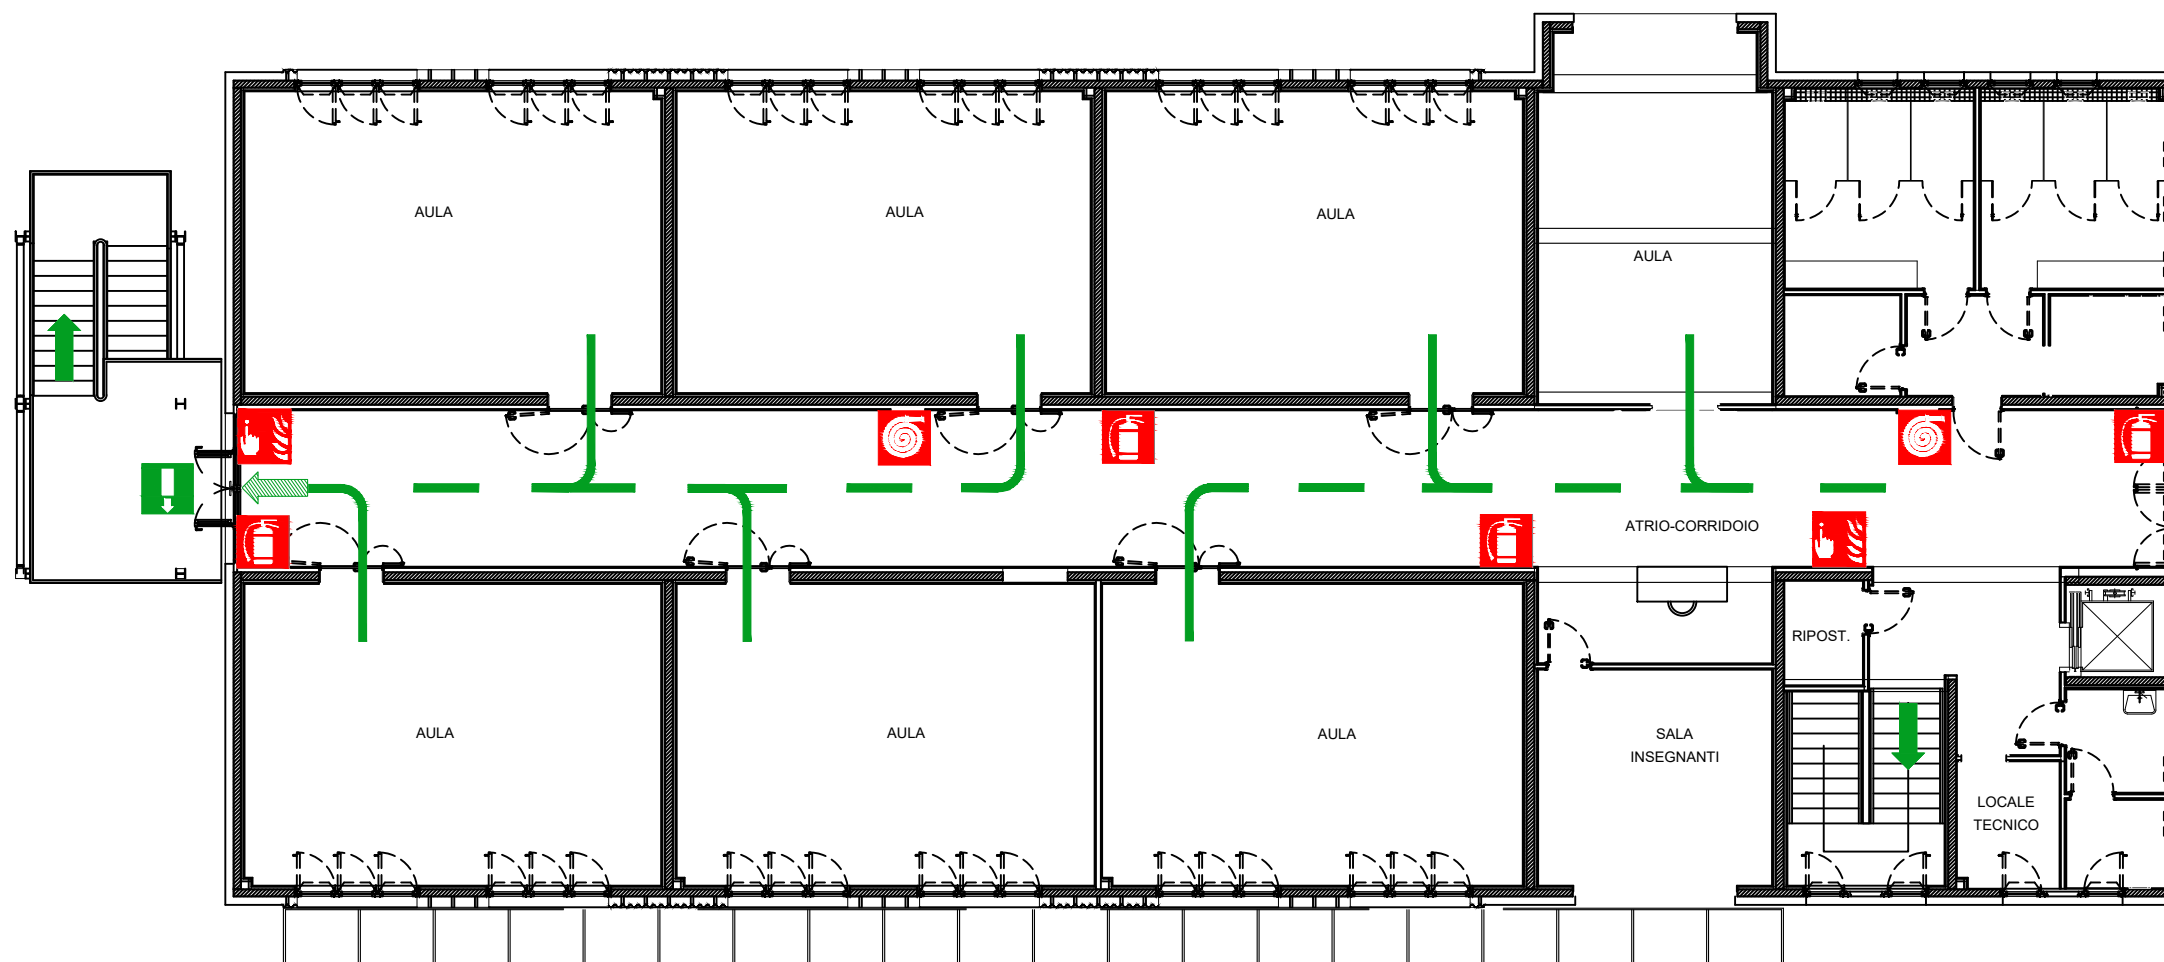 AULA
AULA
AULA
AULA
ATRIO-CORRIDOIO
RIPOST.
AULA
AULA
AULA
SALA
INSEGNANTI
LOCALE
TECNICO